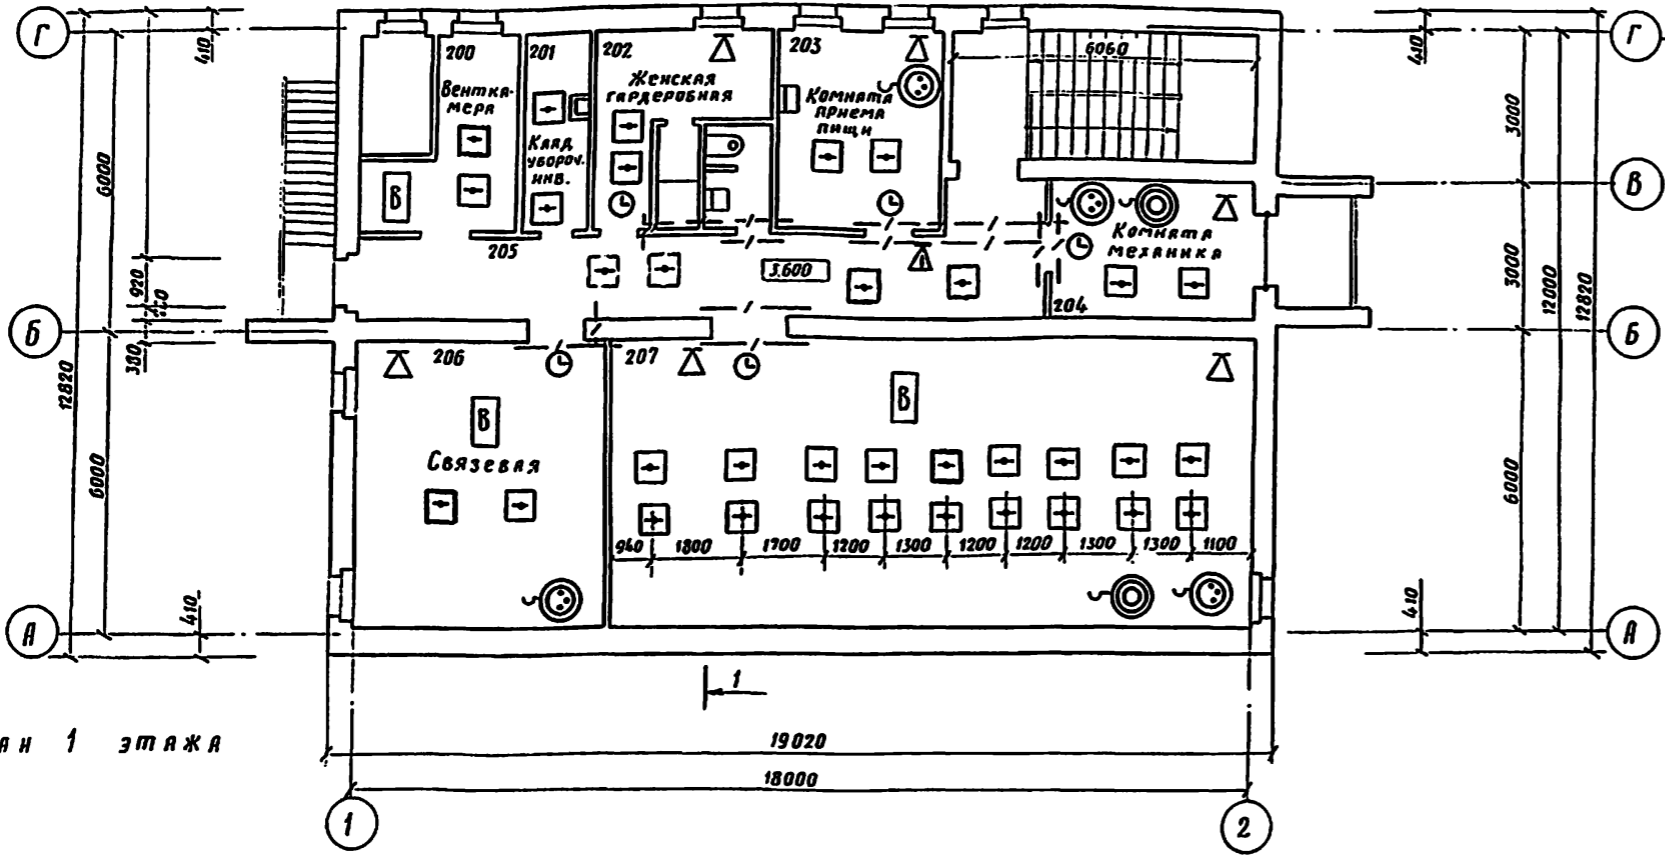 Г
410
6000
920
380
Б
12820
6000
410
А
200
Вентка-
мера
201
Клад
убороч.
инв.
202
Женская
гардеробная
203
Комната
приема
пищи
6060
В
205
3.600
Комната
механика
204
206
В
Связевая
207
В
940
1800
1700
1200
1300
1200
1200
1300
1300
1100
410
Г
3000
В
3000
12000
12820
Б
6000
410
А
1
ан 1 этажа
19020
18000
1
2